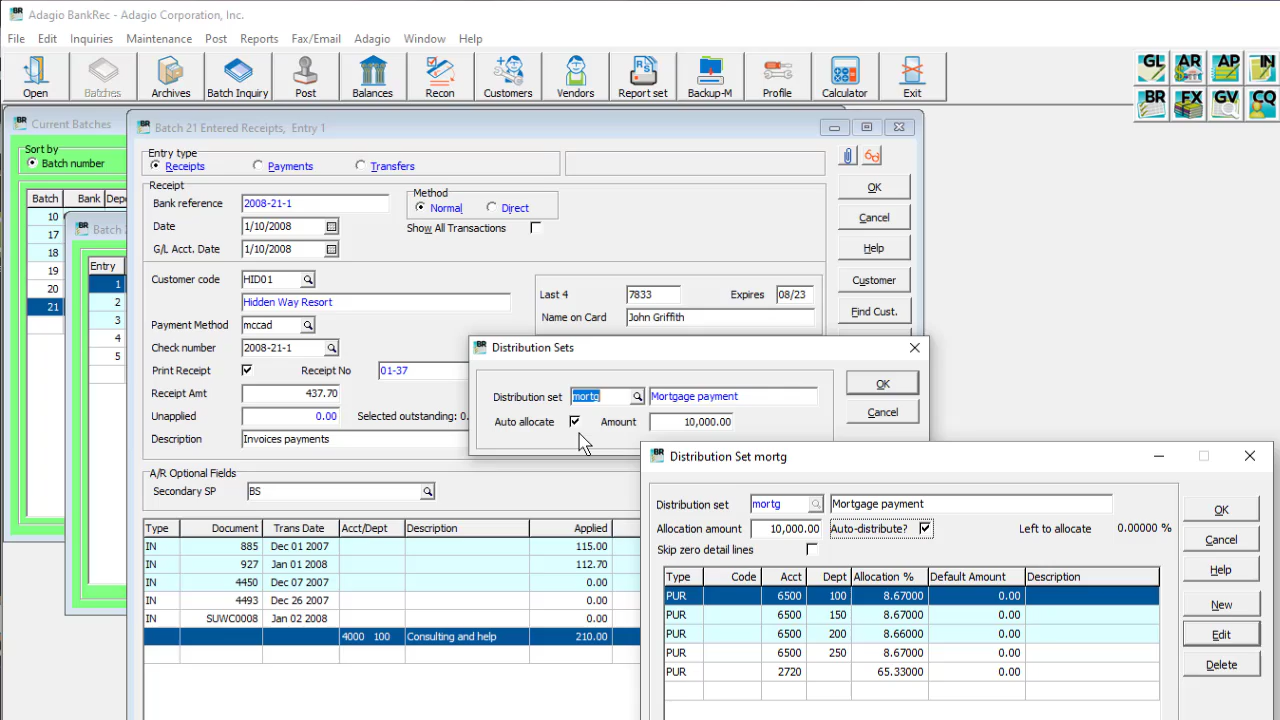 BR Adagio BankRec - Adagio Corporation, Inc.
File Edit Inquiries Maintenance Post Reports Fax/Email Adagio Window Help
Open Batches Archives Batch Inquiry Post Balances Recon Customers Vendors Report set Backup-M Profile Calculator Exit
GL AR AP IN
BR FX GV CQ
BR Current Batches
Sort by
Batch number
Batch Bank Depo
10
17
18
19
20
21
BR Batch 2
Entry
1
2
3
4
5
BR Batch 21 Entered Receipts, Entry 1
Entry type
Receipts Payments Transfers
Receipt
Bank reference 2008-21-1
Date 1/10/2008
G/L Acct. Date 1/10/2008
Method
Normal Direct
Show All Transactions
Customer code HID01
Hidden Way Resort
Payment Method mccad
Check number 2008-21-1
Print Receipt Receipt No 01-37
Receipt Amt 437.70
Unapplied 0.00 Selected outstanding: 0.
Description Invoices payments
Last 4 7833 Expires 08/23
Name on Card John Griffith
OK
Cancel
Help
Customer
Find Cust.
A/R Optional Fields
Secondary SP BS
Type Document Trans Date Acct/Dept Description Applied
IN 885 Dec 01 2007 115.00
IN 927 Jan 01 2008 112.70
IN 4450 Dec 07 2007 0.00
IN 4493 Dec 26 2007 0.00
IN SUWC0008 Jan 02 2008 0.00
4000 100 Consulting and help 210.00
BR Distribution Sets
Distribution set mortg Mortgage payment
Auto allocate Amount 10,000.00
OK
Cancel
BR Distribution Set mortg
Distribution set mortg Mortgage payment
Allocation amount 10,000.00 Auto-distribute? Left to allocate 0.00000 %
Skip zero detail lines
Type Code Acct Dept Allocation % Default Amount Description
PUR 6500 100 8.67000 0.00
PUR 6500 150 8.67000 0.00
PUR 6500 200 8.66000 0.00
PUR 6500 250 8.67000 0.00
PUR 2720 65.33000 0.00
OK
Cancel
Help
New
Edit
Delete